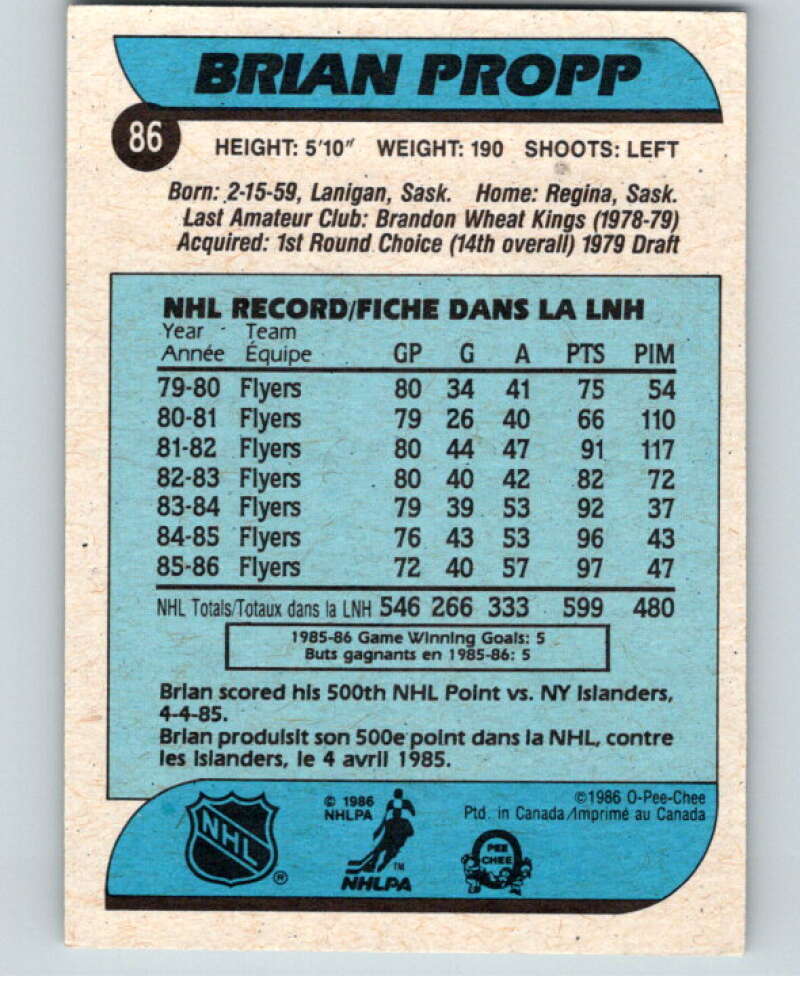 BRIAN PROPP
86
HEIGHT: 5'10" WEIGHT: 190 SHOOTS: LEFT
Born: 2-15-59, Lanigan, Sask. Home: Regina, Sask.
Last Amateur Club: Brandon Wheat Kings (1978-79)
Acquired: 1st Round Choice (14th overall) 1979 Draft
NHL RECORD/FICHE DANS LA LNH
Year Team
Année Équipe GP G A PTS PIM
79-80 Flyers 80 34 41 75 54
80-81 Flyers 79 26 40 66 110
81-82 Flyers 80 44 47 91 117
82-83 Flyers 80 40 42 82 72
83-84 Flyers 79 39 53 92 37
84-85 Flyers 76 43 53 96 43
85-86 Flyers 72 40 57 97 47
NHL Totals/Totaux dans la LNH 546 266 333 599 480
1985-86 Game Winning Goals: 5
Buts gagnants en 1985-86: 5
Brian scored his 500th NHL Point vs. NY Islanders,
4-4-85.
Brian produisit son 500e point dans la NHL, contre
les Islanders, le 4 avril 1985.
NHL ®
© 1986
NHLPA
TM
NHLPA
©1986 O-Pee-Chee
Ptd. in Canada/Imprimé au Canada
PEE
CHEE